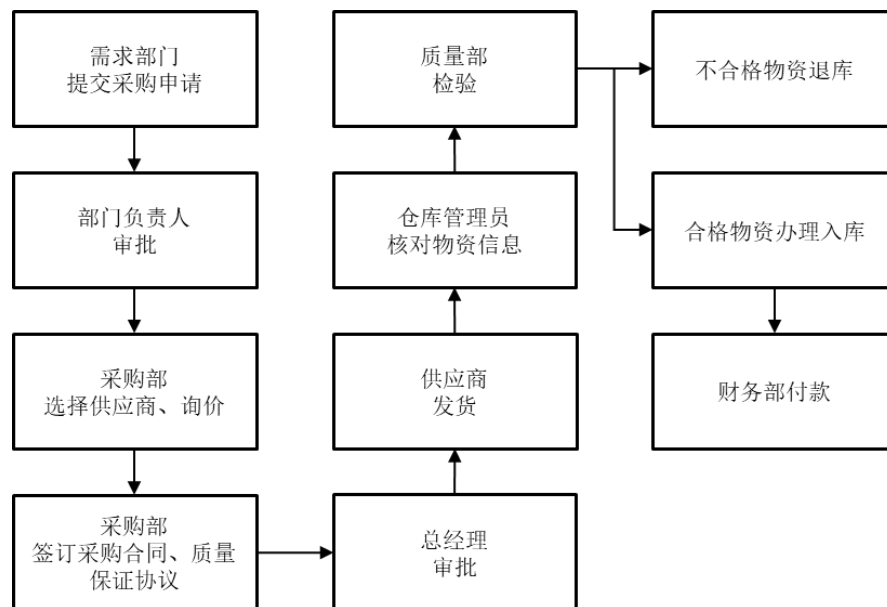 需求部门
提交采购申请
部门负责人
审批
采购部
选择供应商、询价
采购部
签订采购合同、质量
保证协议
总经理
审批
供应商
发货
仓库管理员
核对物资信息
质量部
检验
不合格物资退库
合格物资办理入库
财务部付款